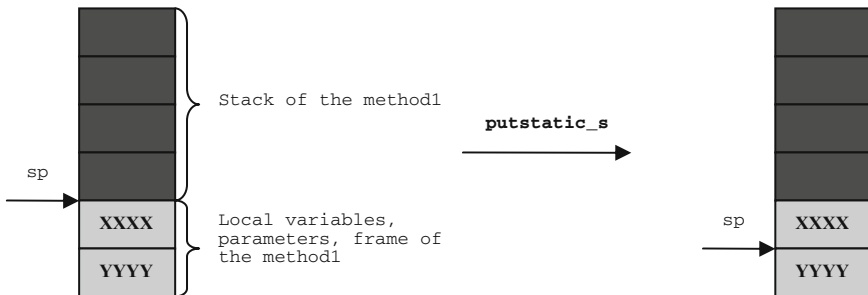 Stack of the method1
putstatic_s
sp
XXXX
YYYY
Local variables,
parameters, frame of
the method1
sp
XXXX
YYYY